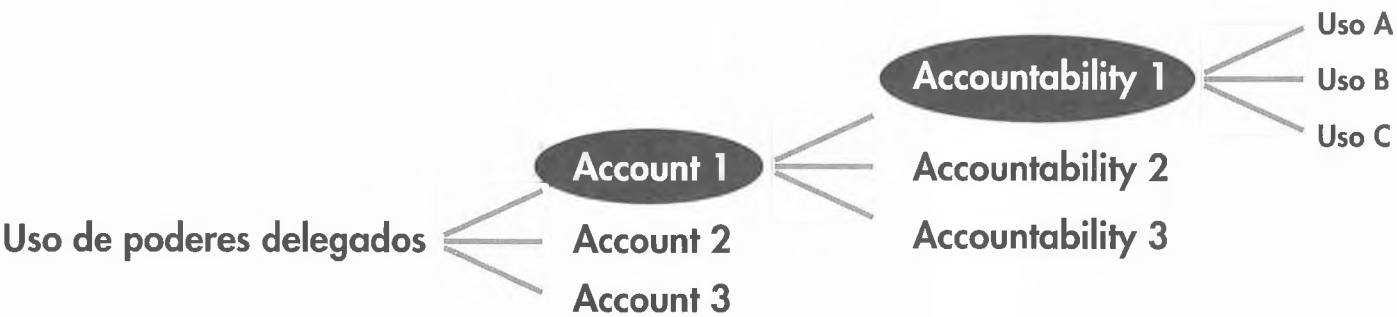 Uso de poderes delegados
Account 1
Account 2
Account 3
Accountability 1
Accountability 2
Accountability 3
Uso A
Uso B
Uso C